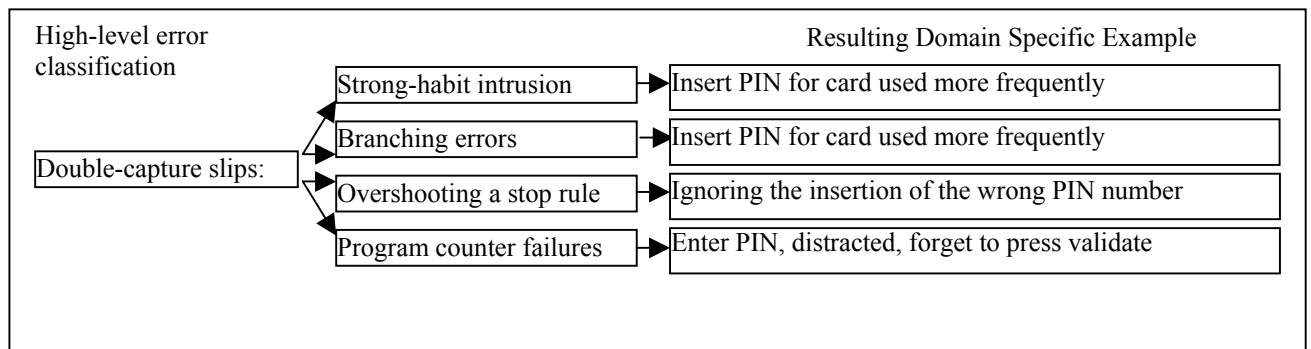 High-level error
classification
Resulting Domain Specific Example
Strong-habit intrusion
Insert PIN for card used more frequently
Branching errors
Insert PIN for card used more frequently
Double-capture slips:
Overshooting a stop rule
Ignoring the insertion of the wrong PIN number
Program counter failures
Enter PIN, distracted, forget to press validate